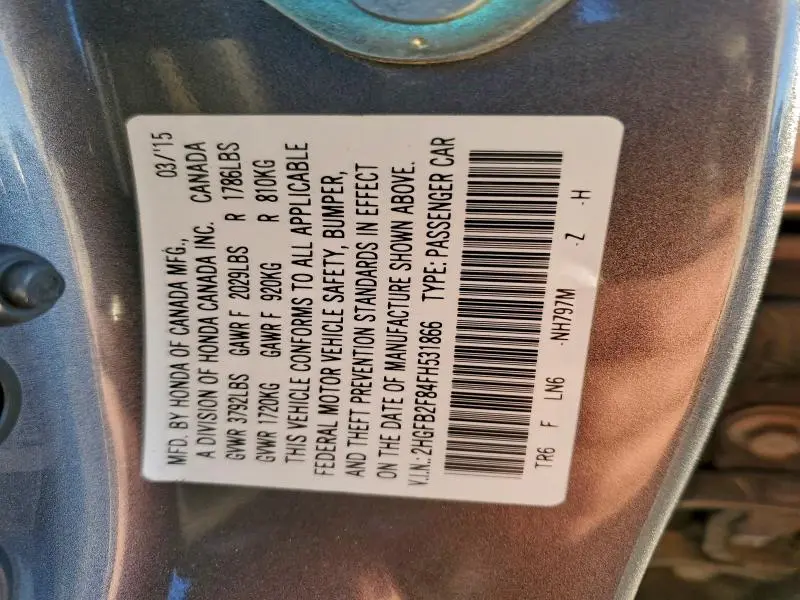 MFD. BY HONDA OF CANADA MFG., 03/'15
A DIVISION OF HONDA CANADA INC. CANADA
GVWR 3792LBS GAWR F 2029LBS R 1786LBS
GVWR 1720KG GAWR F 920KG R 810KG
THIS VEHICLE CONFORMS TO ALL APPLICABLE
FEDERAL MOTOR VEHICLE SAFETY, BUMPER,
AND THEFT PREVENTION STANDARDS IN EFFECT
ON THE DATE OF MANUFACTURE SHOWN ABOVE.
V.I.N.: 2HGFB2F84FH531866 TYPE: PASSENGER CAR
TR6 F LN6 -NH797M -Z -H